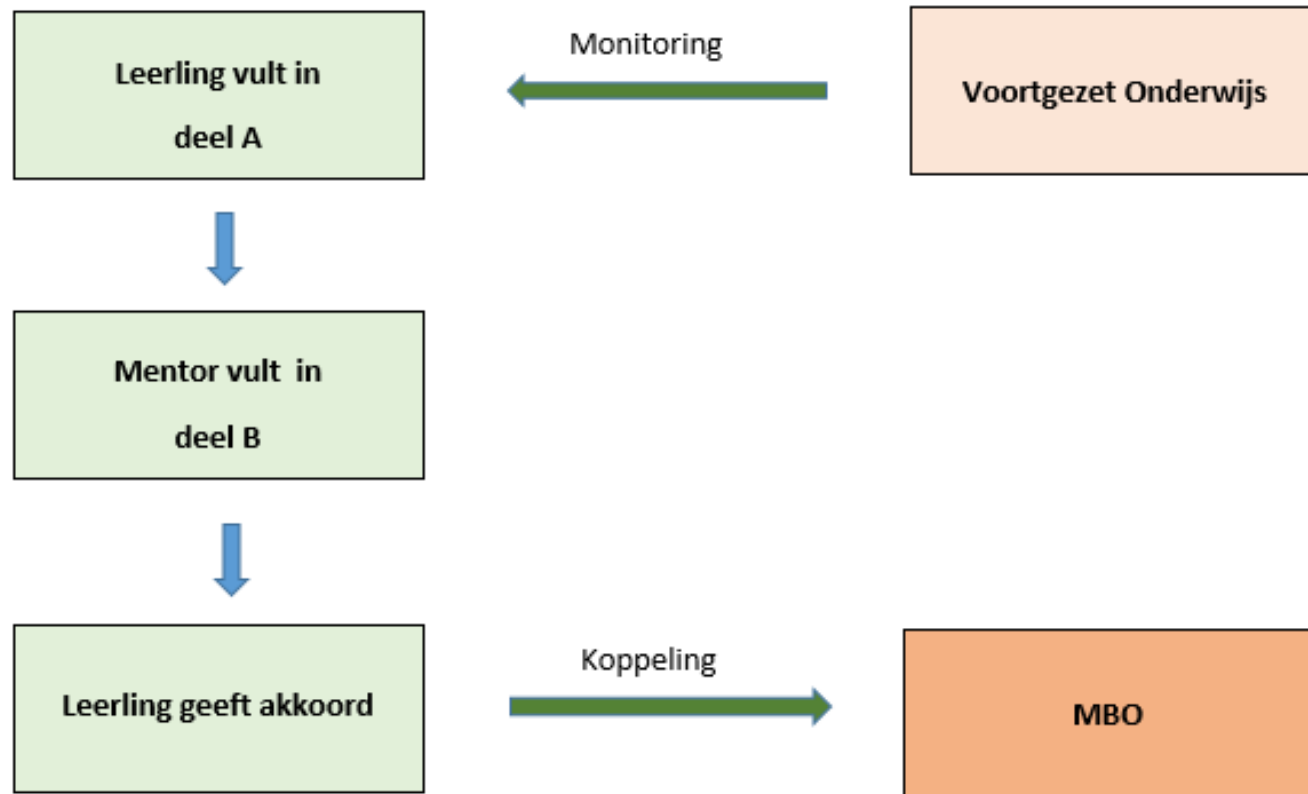 Leerling vult in
deel A
Monitoring
Voortgezet Onderwijs
Mentor vult in
deel B
Leerling geeft akkoord
Koppeling
MBO